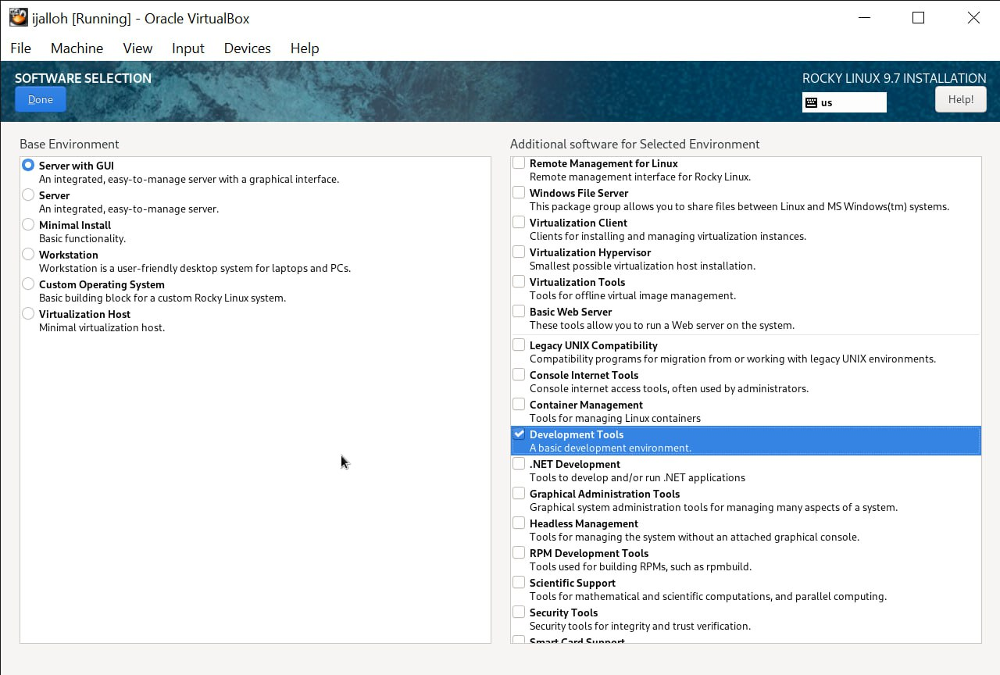 ijalloh [Running] - Oracle VirtualBox
File Machine View Input Devices Help
SOFTWARE SELECTION
ROCKY LINUX 9.7 INSTALLATION
Done
us
Help!
Base Environment
Server with GUI
An integrated, easy-to-manage server with a graphical interface.
Server
An integrated, easy-to-manage server.
Minimal Install
Basic functionality.
Workstation
Workstation is a user-friendly desktop system for laptops and PCs.
Custom Operating System
Basic building block for a custom Rocky Linux system.
Virtualization Host
Minimal virtualization host.
Additional software for Selected Environment
Remote Management for Linux
Remote management interface for Rocky Linux.
Windows File Server
This package group allows you to share files between Linux and MS Windows(tm) systems.
Virtualization Client
Clients for installing and managing virtualization instances.
Virtualization Hypervisor
Smallest possible virtualization host installation.
Virtualization Tools
Tools for offline virtual image management.
Basic Web Server
These tools allow you to run a Web server on the system.
Legacy UNIX Compatibility
Compatibility programs for migration from or working with legacy UNIX environments.
Console Internet Tools
Console internet access tools, often used by administrators.
Container Management
Tools for managing Linux containers
Development Tools
A basic development environment.
.NET Development
Tools to develop and/or run .NET applications
Graphical Administration Tools
Graphical system administration tools for managing many aspects of a system.
Headless Management
Tools for managing the system without an attached graphical console.
RPM Development Tools
Tools used for building RPMs, such as rpmbuild.
Scientific Support
Tools for mathematical and scientific computations, and parallel computing.
Security Tools
Security tools for integrity and trust verification.
Smart Card Support